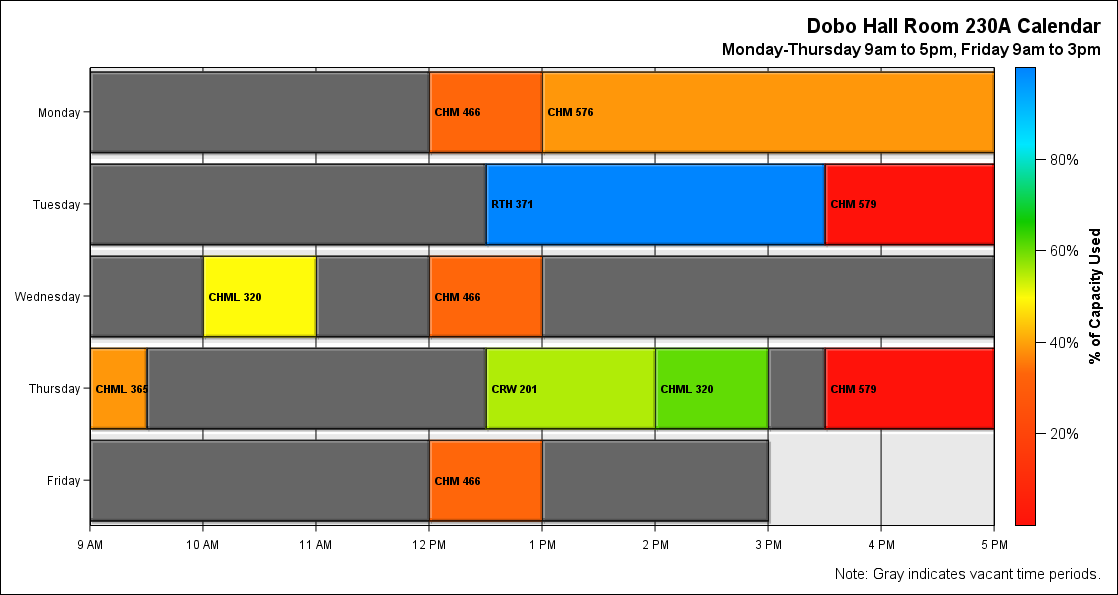 Dobo Hall Room 230A Calendar
Monday-Thursday 9am to 5pm, Friday 9am to 3pm
Monday
CHM 466
CHM 576
Tuesday
RTH 371
CHM 579
Wednesday
CHML 320
CHM 466
Thursday
CHML 365
CRW 201
CHML 320
CHM 579
Friday
CHM 466
9 AM
10 AM
11 AM
12 PM
1 PM
2 PM
3 PM
4 PM
5 PM
80%
60%
40%
20%
% of Capacity Used
Note: Gray indicates vacant time periods.